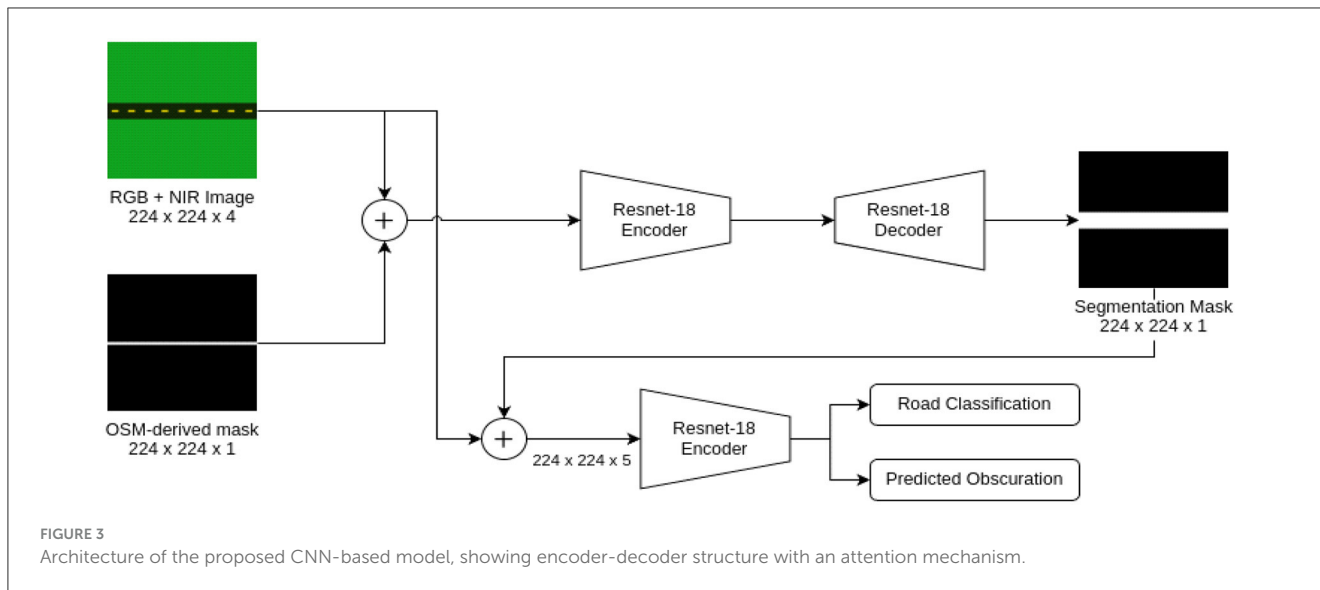 RGB + NIR Image
224 x 224 x 4
OSM-derived mask
224 x 224 x 1
+
Resnet-18
Encoder
Resnet-18
Decoder
Segmentation Mask
224 x 224 x 1
+
224 x 224 x 5
Resnet-18
Encoder
Road Classification
Predicted Obscuration
FIGURE 3
Architecture of the proposed CNN-based model, showing encoder-decoder structure with an attention mechanism.